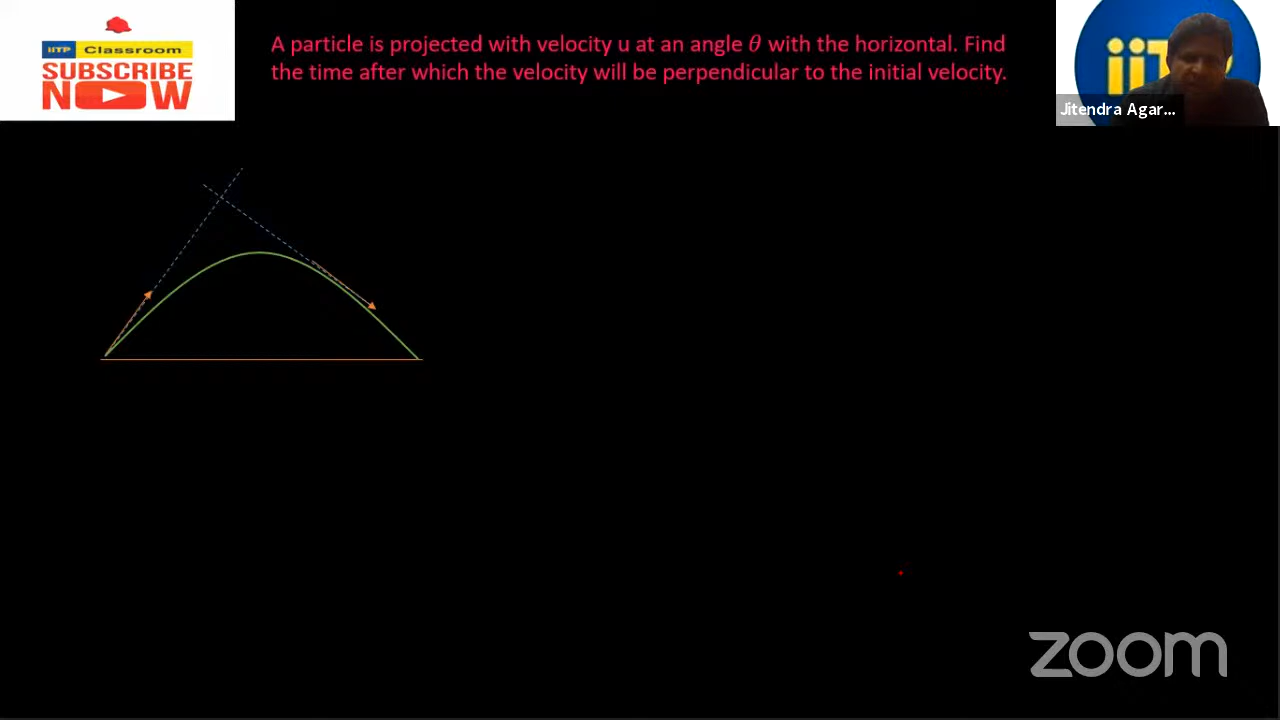 IITP Classroom
SUBSCRIBE
NOW
A particle is projected with velocity u at an angle θ with the horizontal. Find
the time after which the velocity will be perpendicular to the initial velocity.
Jitendra Agar...
zoom